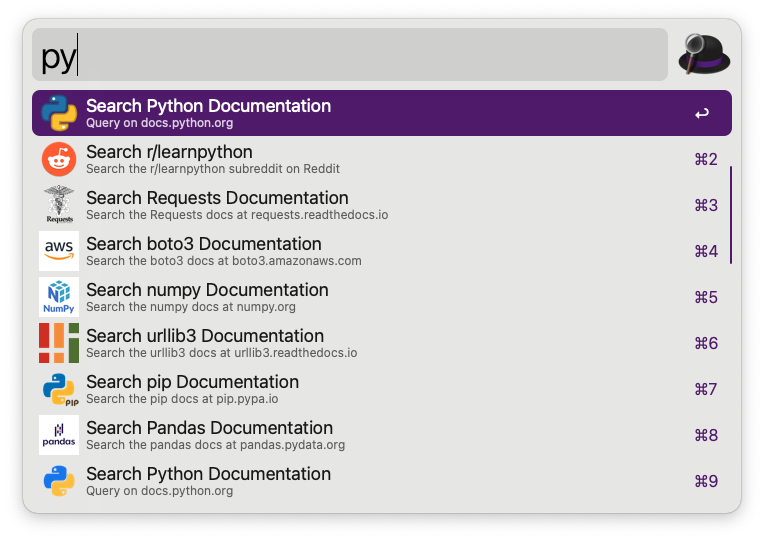 py
Search Python Documentation
Query on docs.python.org
↩
Search r/learnpython
Search the r/learnpython subreddit on Reddit
⌘2
Requests
Search Requests Documentation
Search the Requests docs at requests.readthedocs.io
⌘3
aws
Search boto3 Documentation
Search the boto3 docs at boto3.amazonaws.com
⌘4
NumPy
Search numpy Documentation
Search the numpy docs at numpy.org
⌘5
Search urllib3 Documentation
Search the urllib3 docs at urllib3.readthedocs.io
⌘6
PIP
Search pip Documentation
Search the pip docs at pip.pypa.io
⌘7
pandas
Search Pandas Documentation
Search the pandas docs at pandas.pydata.org
⌘8
Search Python Documentation
Query on docs.python.org
⌘9